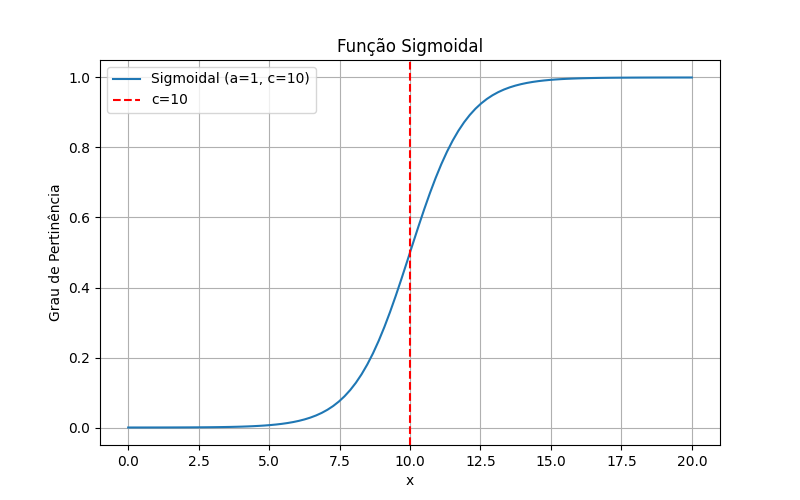 Função Sigmoidal
Sigmoidal (a=1, c=10)
c=10
Grau de Pertinência
1.0
0.8
0.6
0.4
0.2
0.0
0.0 2.5 5.0 7.5 10.0 12.5 15.0 17.5 20.0
x